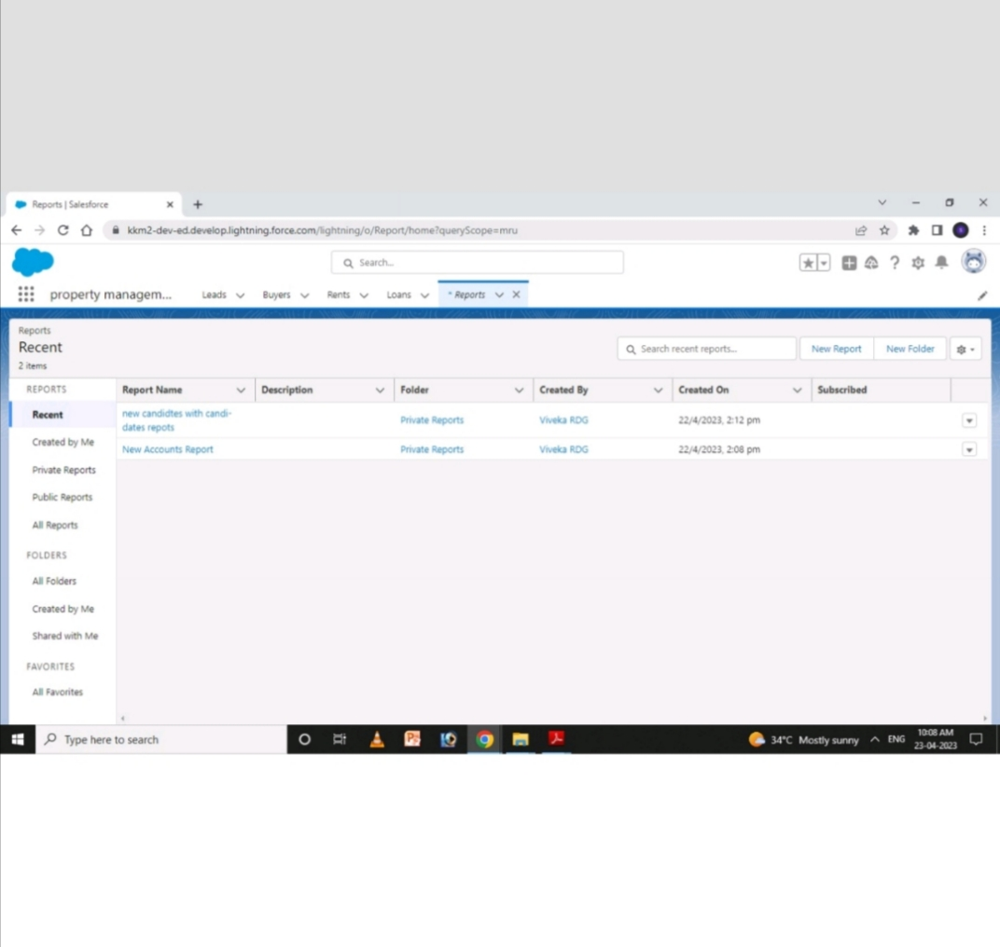 Reports | Salesforce
kkm2-dev-ed.develop.lightning.force.com/lightning/o/Report/home?queryScope=mru
Search...
property managem...
Leads
Buyers
Rents
Loans
* Reports
Reports
Recent
2 items
Search recent reports...
New Report
New Folder
REPORTS
Report Name
Description
Folder
Created By
Created On
Subscribed
Recent
new candidtes with candi-
dates repots
Private Reports
Viveka RDG
22/4/2023, 2:12 pm
Created by Me
New Accounts Report
Private Reports
Viveka RDG
22/4/2023, 2:08 pm
Private Reports
Public Reports
All Reports
FOLDERS
All Folders
Created by Me
Shared with Me
FAVORITES
All Favorites
Type here to search
34°C Mostly sunny
ENG
10:08 AM
23-04-2023